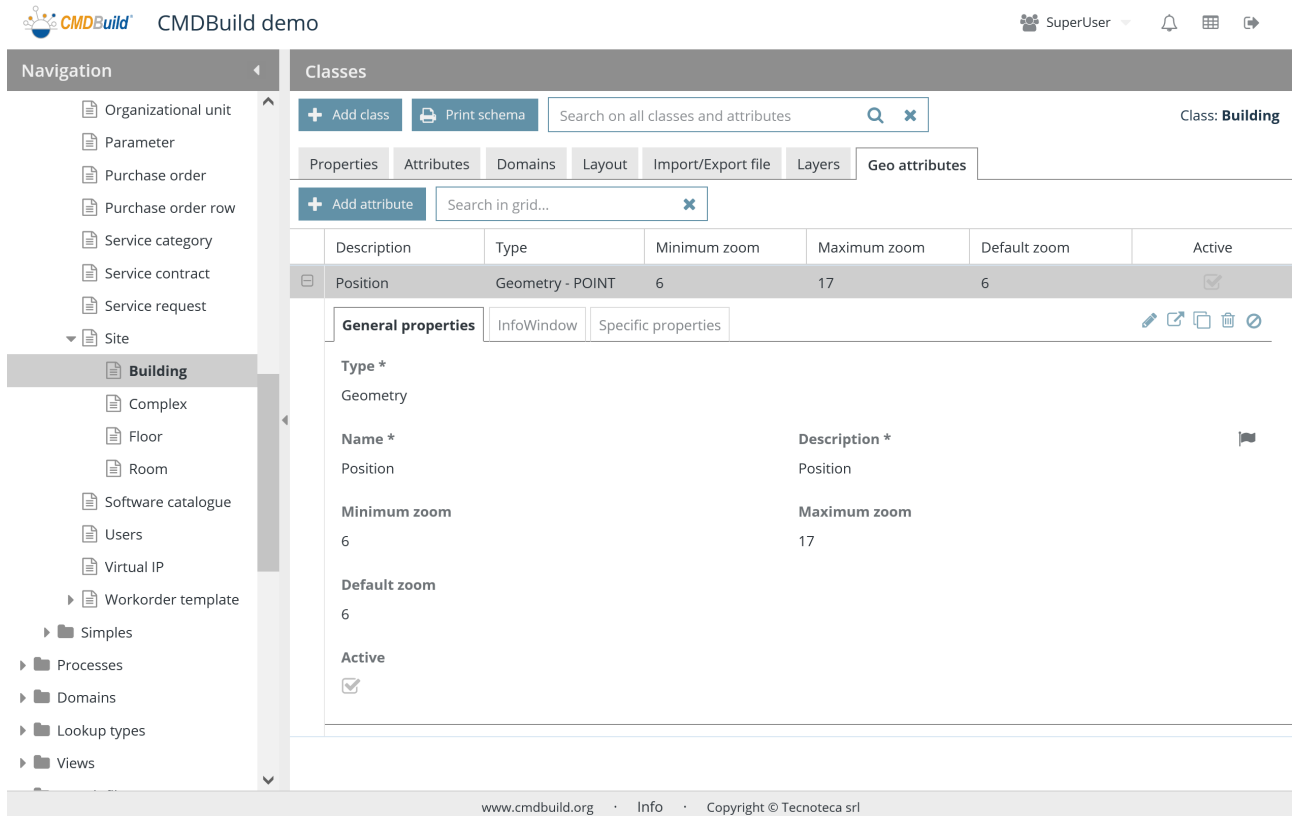 CMDBuild CMDBuild demo SuperUser
Navigation
Organizational unit
Parameter
Purchase order
Purchase order row
Service category
Service contract
Service request
Site
Building
Complex
Floor
Room
Software catalogue
Users
Virtual IP
Workorder template
Simples
Processes
Domains
Lookup types
Views
Classes
Add class Print schema Search on all classes and attributes Class: Building
Properties Attributes Domains Layout Import/Export file Layers Geo attributes
Add attribute Search in grid...
Description Type Minimum zoom Maximum zoom Default zoom Active
Position Geometry - POINT 6 17 6
General properties InfoWindow Specific properties
Type *
Geometry
Name * Description *
Position Position
Minimum zoom Maximum zoom
6 17
Default zoom
6
Active
www.cmdbuild.org · Info · Copyright © Tecnoteca srl